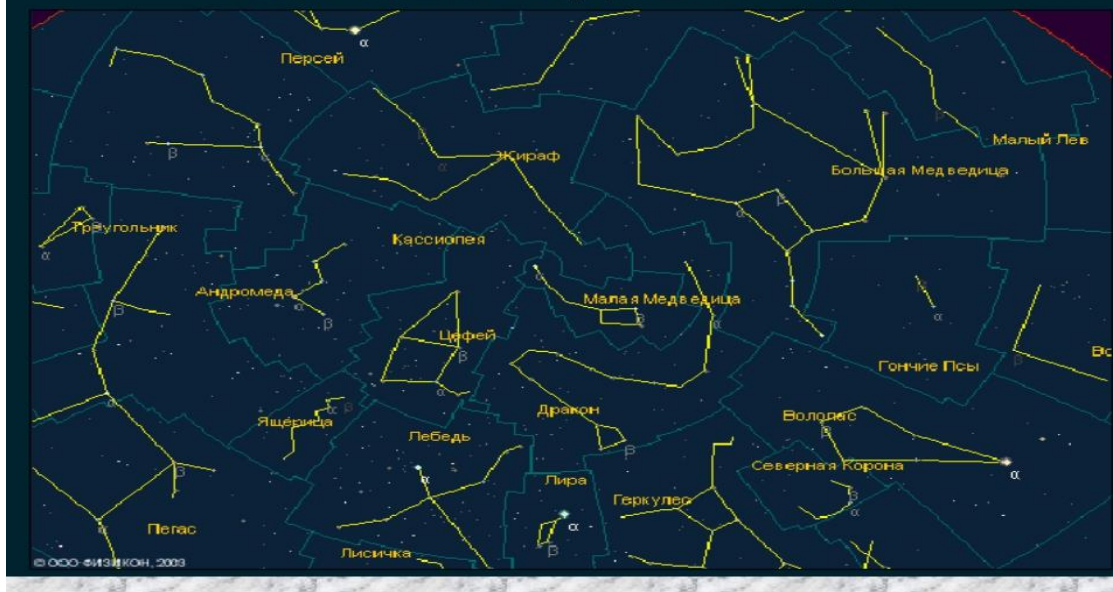 α
Персей
Малый Лев
β
β
α
β
α
Жираф
Большая Медведица
α
β
Треугольник
β
α
Кассиопея
α
Андромеда
α
β
Малая Медведица
β
α
β
β
α
Цефей
β
β
Гончие Псы
α
α
β
Ящерица
Дракон
Волопас
β
Лебедь
β
β
α
Лира
Северная Корона
α
Геркулес
β
α
α
Пегас
α
β
Лисичка
© ООО ФИЗИКОН, 2003